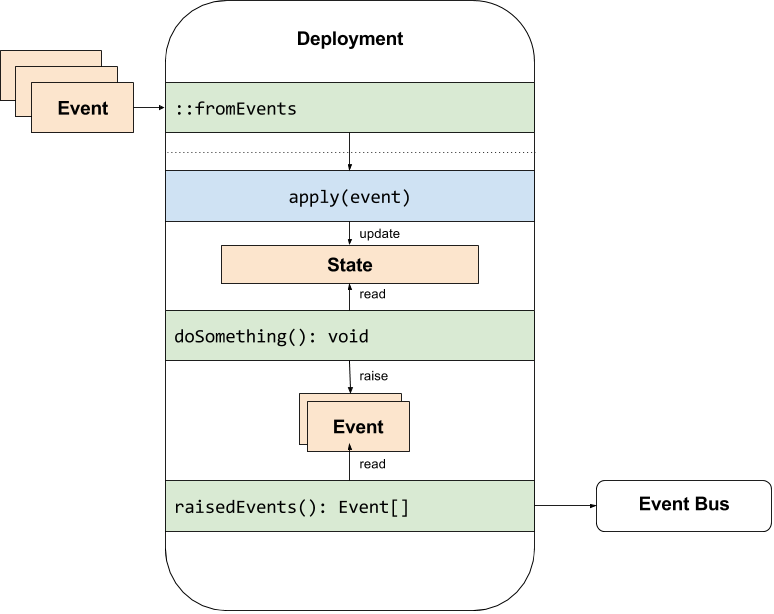 Deployment
Event
::fromEvents
apply(event)
update
State
read
doSomething(): void
raise
Event
read
raisedEvents(): Event[]
Event Bus